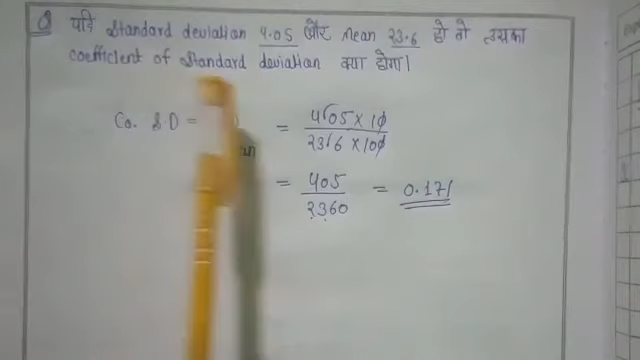 Q यदि Standard deviation 4.05 और Mean 23.6 हो तो उसका
coefficient of Standard deviation क्या होगा।
Co. S.D = = 405 × 10 / 236 × 100
= 405 / 2360 = 0.171